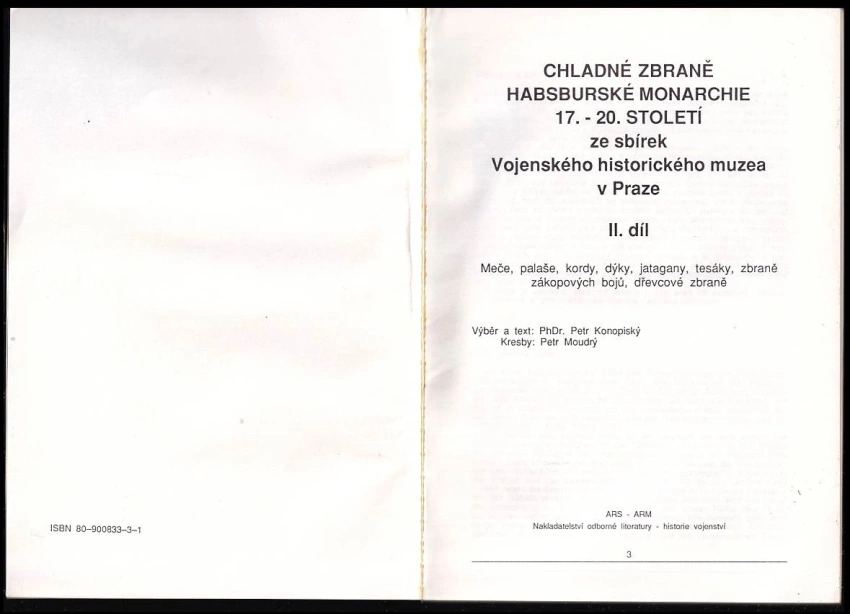 ISBN 80-900833-3-1
CHLADNÉ ZBRANĚ
HABSBURSKÉ MONARCHIE
17. - 20. STOLETÍ
ze sbírek
Vojenského historického muzea
v Praze
II. díl
Meče, palaše, kordy, dýky, jatagany, tesáky, zbraně
zákopových bojů, dřevcové zbraně
Výběr a text: PhDr. Petr Konopiský
Kresby: Petr Moudrý
ARS - ARM
Nakladatelství odborné literatury - historie vojenství
3